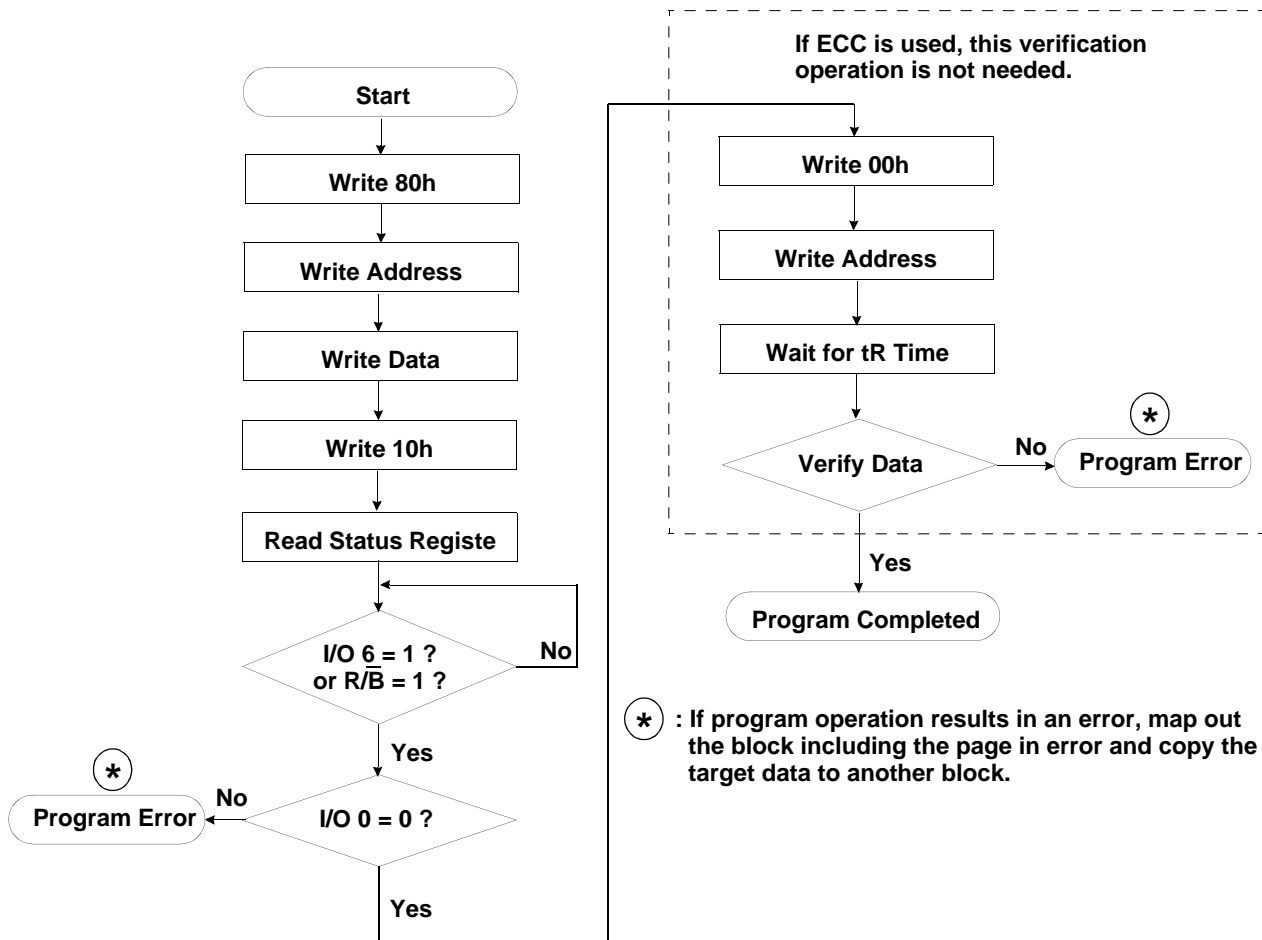 Start
Write 80h
Write Address
Write Data
Write 10h
Read Status Registe
I/O 6 = 1 ?
or R/B̅ = 1 ?
No
Yes
*
No
Program Error
I/O 0 = 0 ?
Yes
If ECC is used, this verification
operation is not needed.
Write 00h
Write Address
Wait for tR Time
*
Verify Data
No
Program Error
Yes
Program Completed
* : If program operation results in an error, map out
the block including the page in error and copy the
target data to another block.